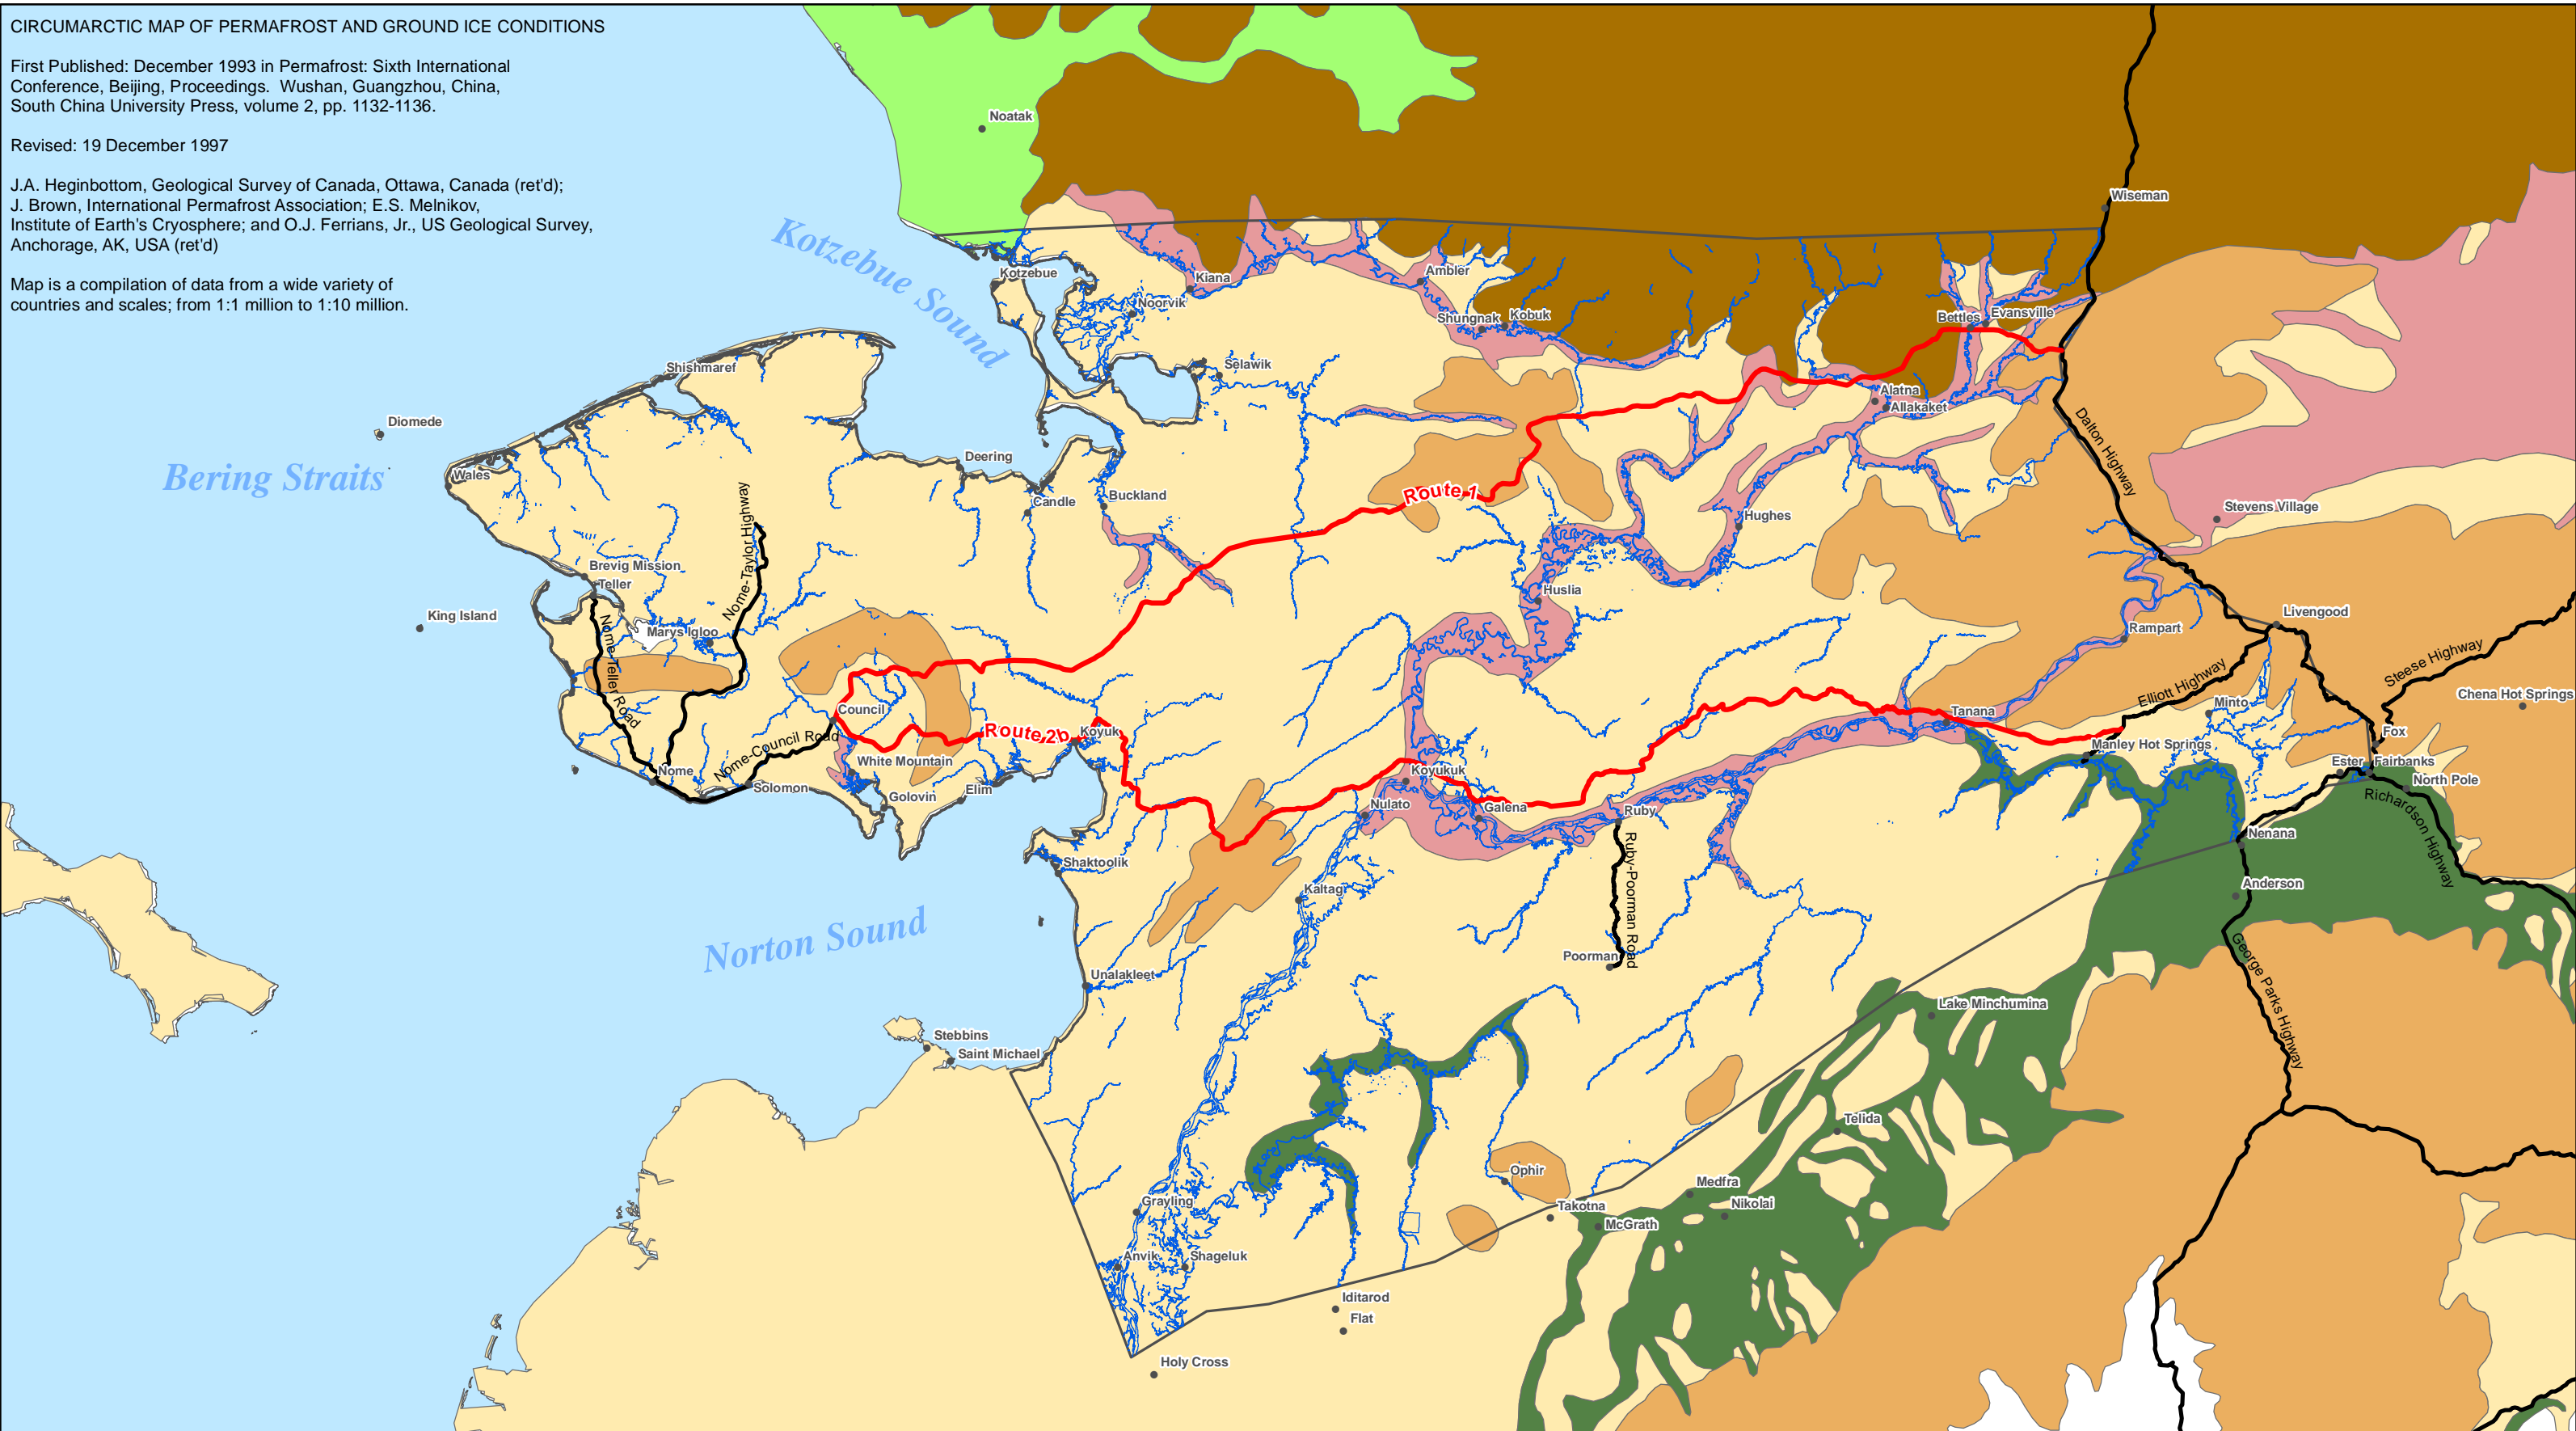 CIRCUMARCTIC MAP OF PERMAFROST AND GROUND ICE CONDITIONS
First Published: December 1993 in Permafrost: Sixth International
Conference, Beijing, Proceedings. Wushan, Guangzhou, China,
South China University Press, volume 2, pp. 1132-1136.
Revised: 19 December 1997
J.A. Heginbottom, Geological Survey of Canada, Ottawa, Canada (ret'd);
J. Brown, International Permafrost Association; E.S. Melnikov,
Institute of Earth's Cryosphere; and O.J. Ferrians, Jr., US Geological Survey,
Anchorage, AK, USA (ret'd)
Map is a compilation of data from a wide variety of
countries and scales; from 1:1 million to 1:10 million.
Noatak
Wiseman
Kotzebue Sound
Kotzebue
Kiana
Ambler
Noorvik
Shungnak
Kobuk
Bettles
Evansville
Shishmaref
Selawik
Alatna
Allakaket
Diomede
Dalton Highway
Bering Straits
Wales
Deering
Candle
Buckland
Route 1
Hughes
Stevens Village
Nome-Taylor Highway
Brevig Mission
Teller
Huslia
King Island
Marys Igloo
Livengood
Rampart
Nome-Teller Road
Steese Highway
Elliott Highway
Chena Hot Springs
Council
Tanana
Minto
Route 2b
Koyuk
Nome-Council Road
Fox
Manley Hot Springs
White Mountain
Nome
Solomon
Golovin
Elim
Koyukuk
Ester
Fairbanks
North Pole
Nulato
Galena
Ruby
Richardson Highway
Nenana
Ruby-Poorman Road
Shaktoolik
Kaltag
Anderson
Norton Sound
Unalakleet
Poorman
George Parks Highway
Lake Minchumina
Stebbins
Saint Michael
Telida
Ophir
Medfra
Grayling
Takotna
Nikolai
McGrath
Anvik
Shageluk
Iditarod
Flat
Holy Cross